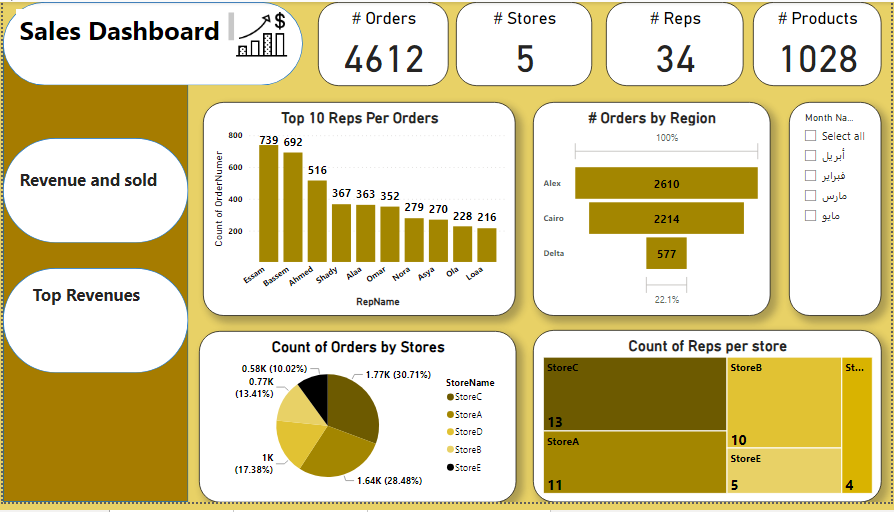 Sales Dashboard
$
# Orders
4612
# Stores
5
# Reps
34
# Products
1028
Revenue and sold
Top Revenues
Top 10 Reps Per Orders
Count of OrderNumer
800
600
400
200
739
692
516
367
363
352
279
270
228
216
Essam
Bassem
Ahmed
Shady
Alaa
Omar
Nora
Asya
Ola
Loaa
RepName
# Orders by Region
100%
Alex
2610
Cairo
2214
Delta
577
22.1%
Month Na...
Select all
أبريل
فبراير
مارس
مايو
Count of Orders by Stores
0.58K (10.02%)
0.77K
(13.41%)
1K
(17.38%)
1.77K (30.71%)
1.64K (28.48%)
StoreName
StoreC
StoreA
StoreD
StoreB
StoreE
Count of Reps per store
StoreC
13
StoreA
11
StoreB
10
StoreE
5
St...
4